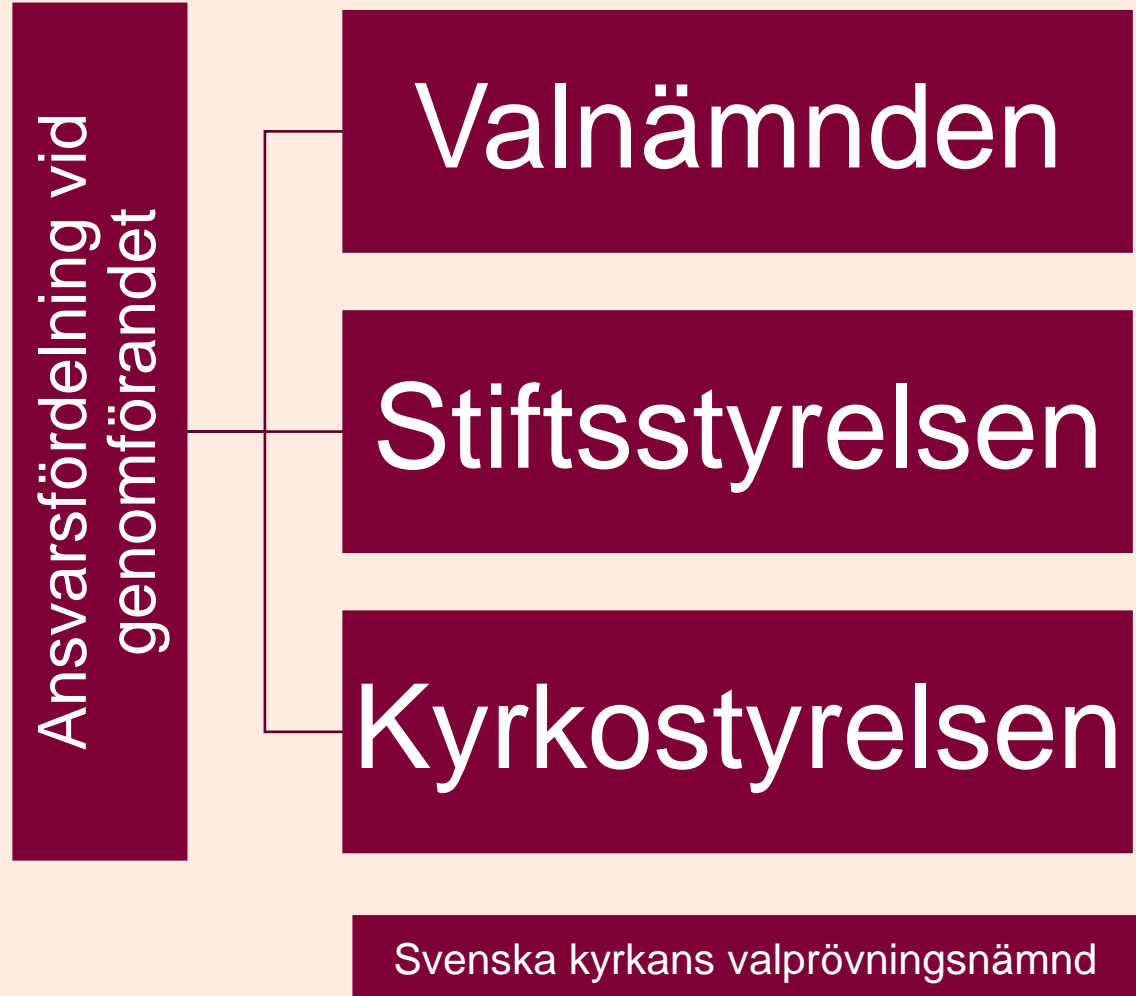 Ansvarsfördelning vid
genomförandet
Valnämnden
Stiftsstyrelsen
Kyrkostyrelsen
Svenska kyrkans valprövningsnämnd